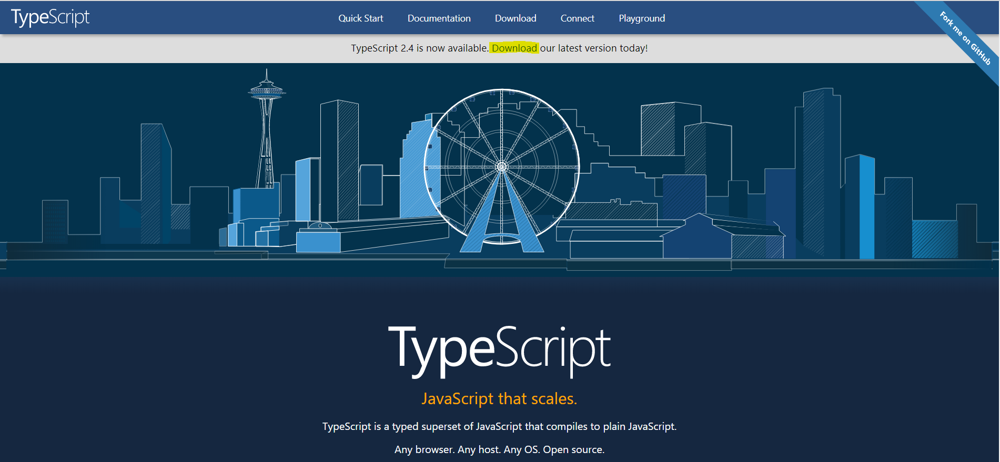 TypeScript
Quick Start Documentation Download Connect Playground
Fork me on GitHub
TypeScript 2.4 is now available. Download our latest version today!
TypeScript
JavaScript that scales.
TypeScript is a typed superset of JavaScript that compiles to plain JavaScript.
Any browser. Any host. Any OS. Open source.